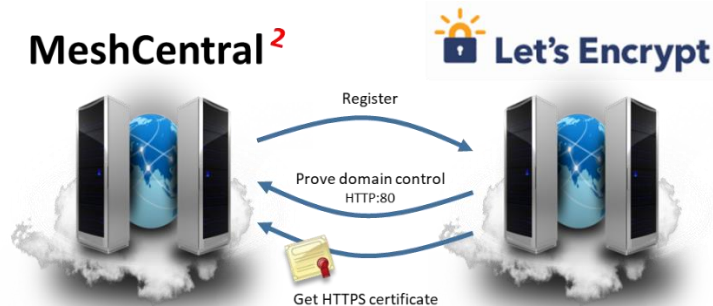 MeshCentral 2
Let's Encrypt
Register
Prove domain control
HTTP:80
Get HTTPS certificate